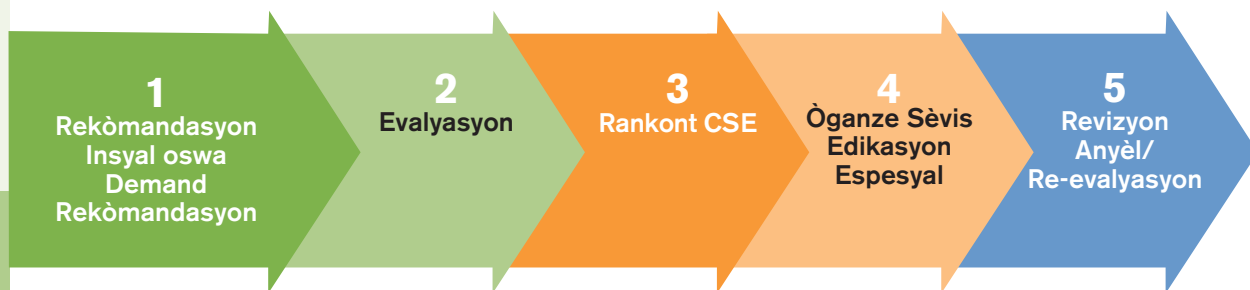 1
Rekòmandasyon
Insyal oswa
Demand
Rekòmandasyon
2
Evalyasyon
3
Rankont CSE
4
Òganze Sèvis
Edikasyon
Espesyal
5
Revizyon
Anyèl/
Re-evalyasyon